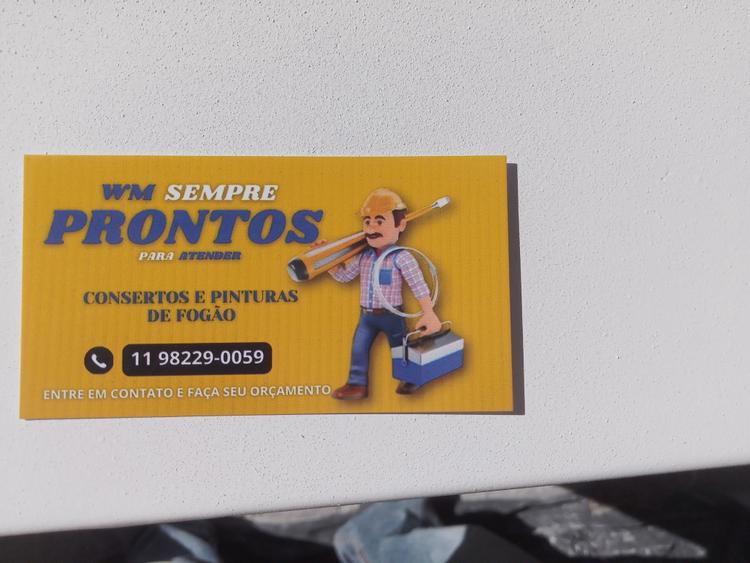 WM SEMPRE
PRONTOS
PARA ATENDER
CONSERTOS E PINTURAS
DE FOGÃO
11 98229-0059
ENTRE EM CONTATO E FAÇA SEU ORÇAMENTO